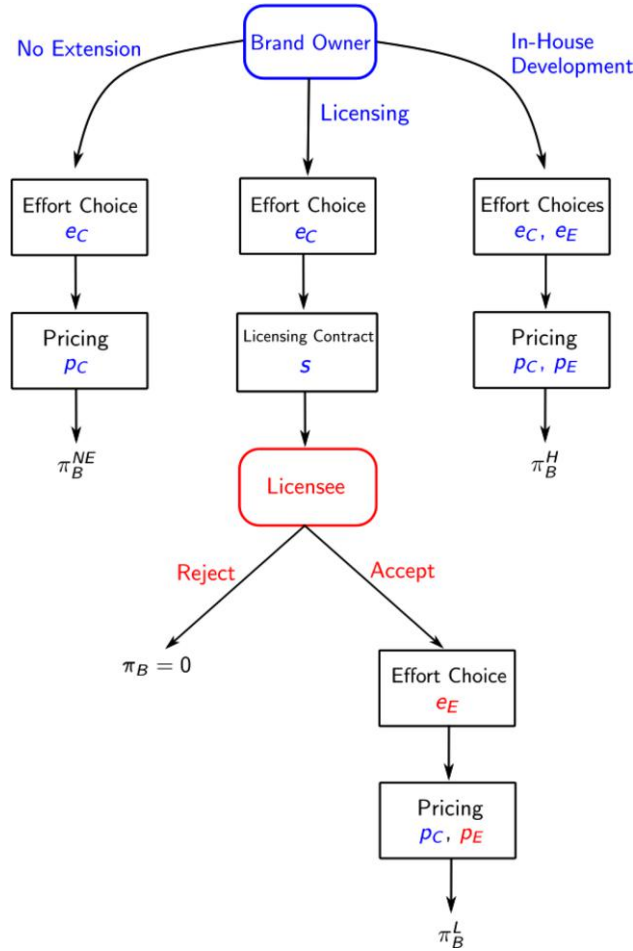 Brand Owner
No Extension
In-House
Development
Licensing
Effort Choice
e_C
Effort Choice
e_C
Effort Choices
e_C, e_E
Pricing
p_C
Licensing Contract
s
Pricing
p_C, p_E
π_B^{NE}
π_B^H
Licensee
Reject
Accept
π_B = 0
Effort Choice
e_E
Pricing
p_C, p_E
π_B^L